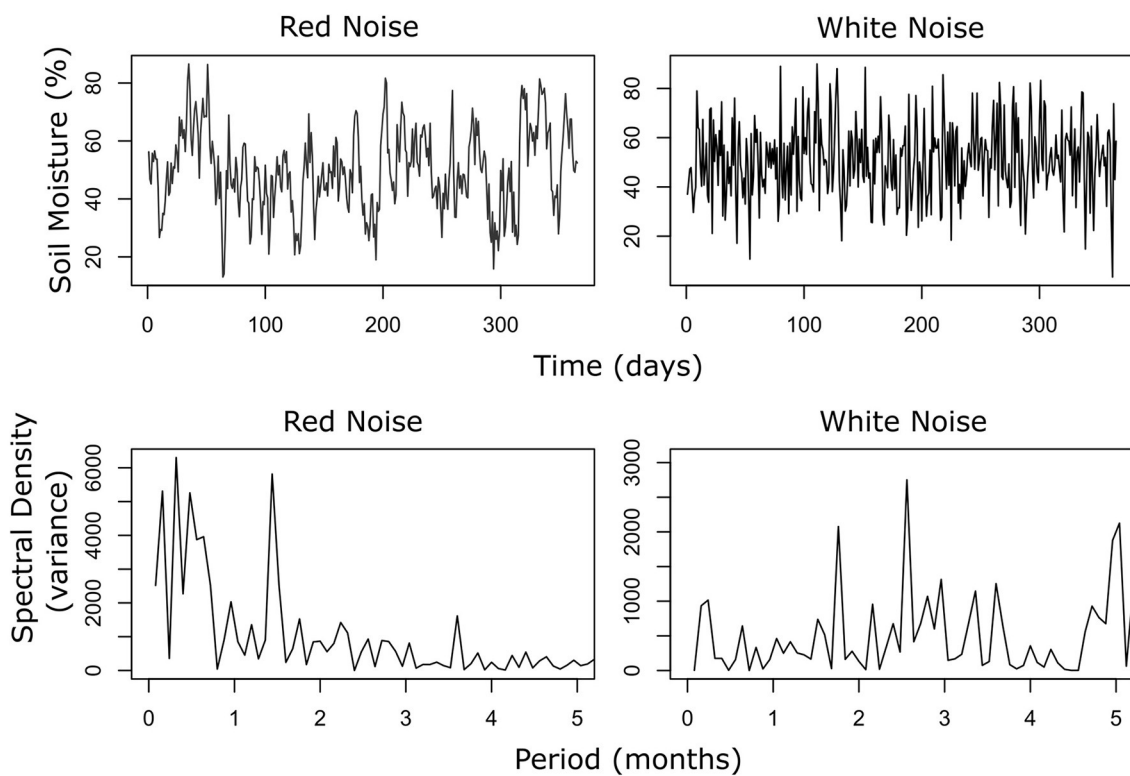 Red Noise
White Noise
Soil Moisture (%)
20 40 60 80
20 40 60 80
0 100 200 300
0 100 200 300
Time (days)
Red Noise
White Noise
Spectral Density
(variance)
0 2000 4000 6000
0 1000 2000 3000
0 1 2 3 4 5
0 1 2 3 4 5
Period (months)